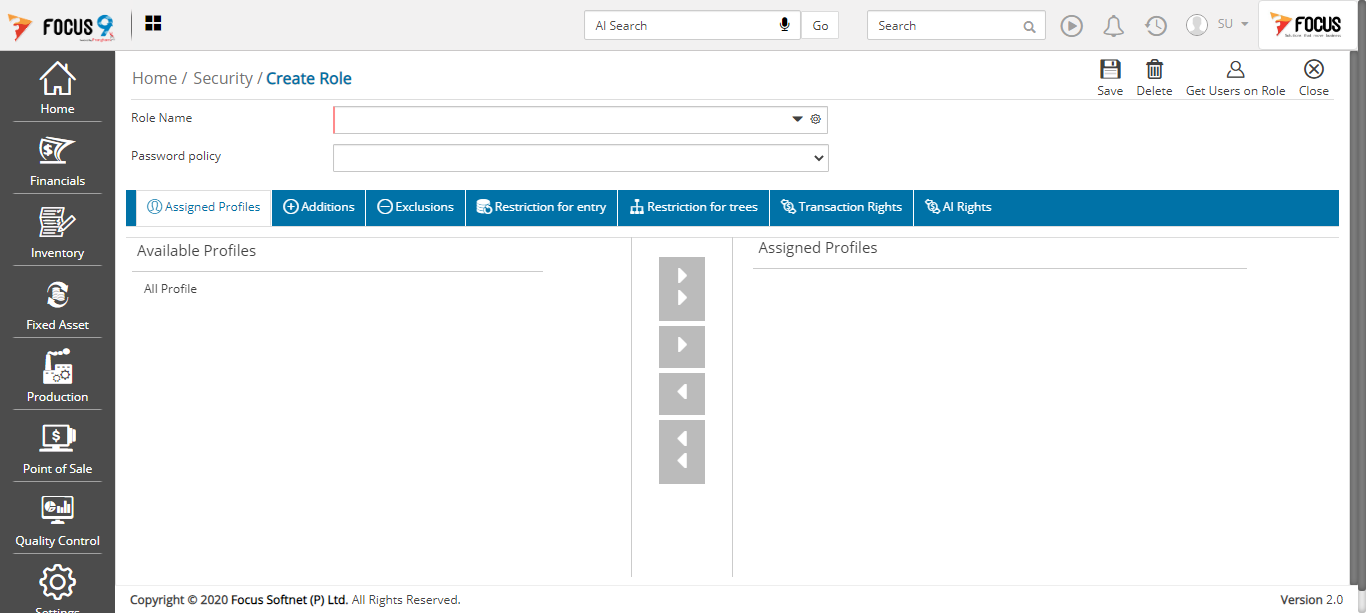 FOCUS 9
AI Search
Go
Search
SU
FOCUS
Home
Financials
Inventory
Fixed Asset
Production
Point of Sale
Quality Control
Settings
Home / Security / Create Role
Save
Delete
Get Users on Role
Close
Role Name
Password policy
Assigned Profiles
Additions
Exclusions
Restriction for entry
Restriction for trees
Transaction Rights
AI Rights
Available Profiles
All Profile
Assigned Profiles
Copyright © 2020 Focus Softnet (P) Ltd. All Rights Reserved.
Version 2.0